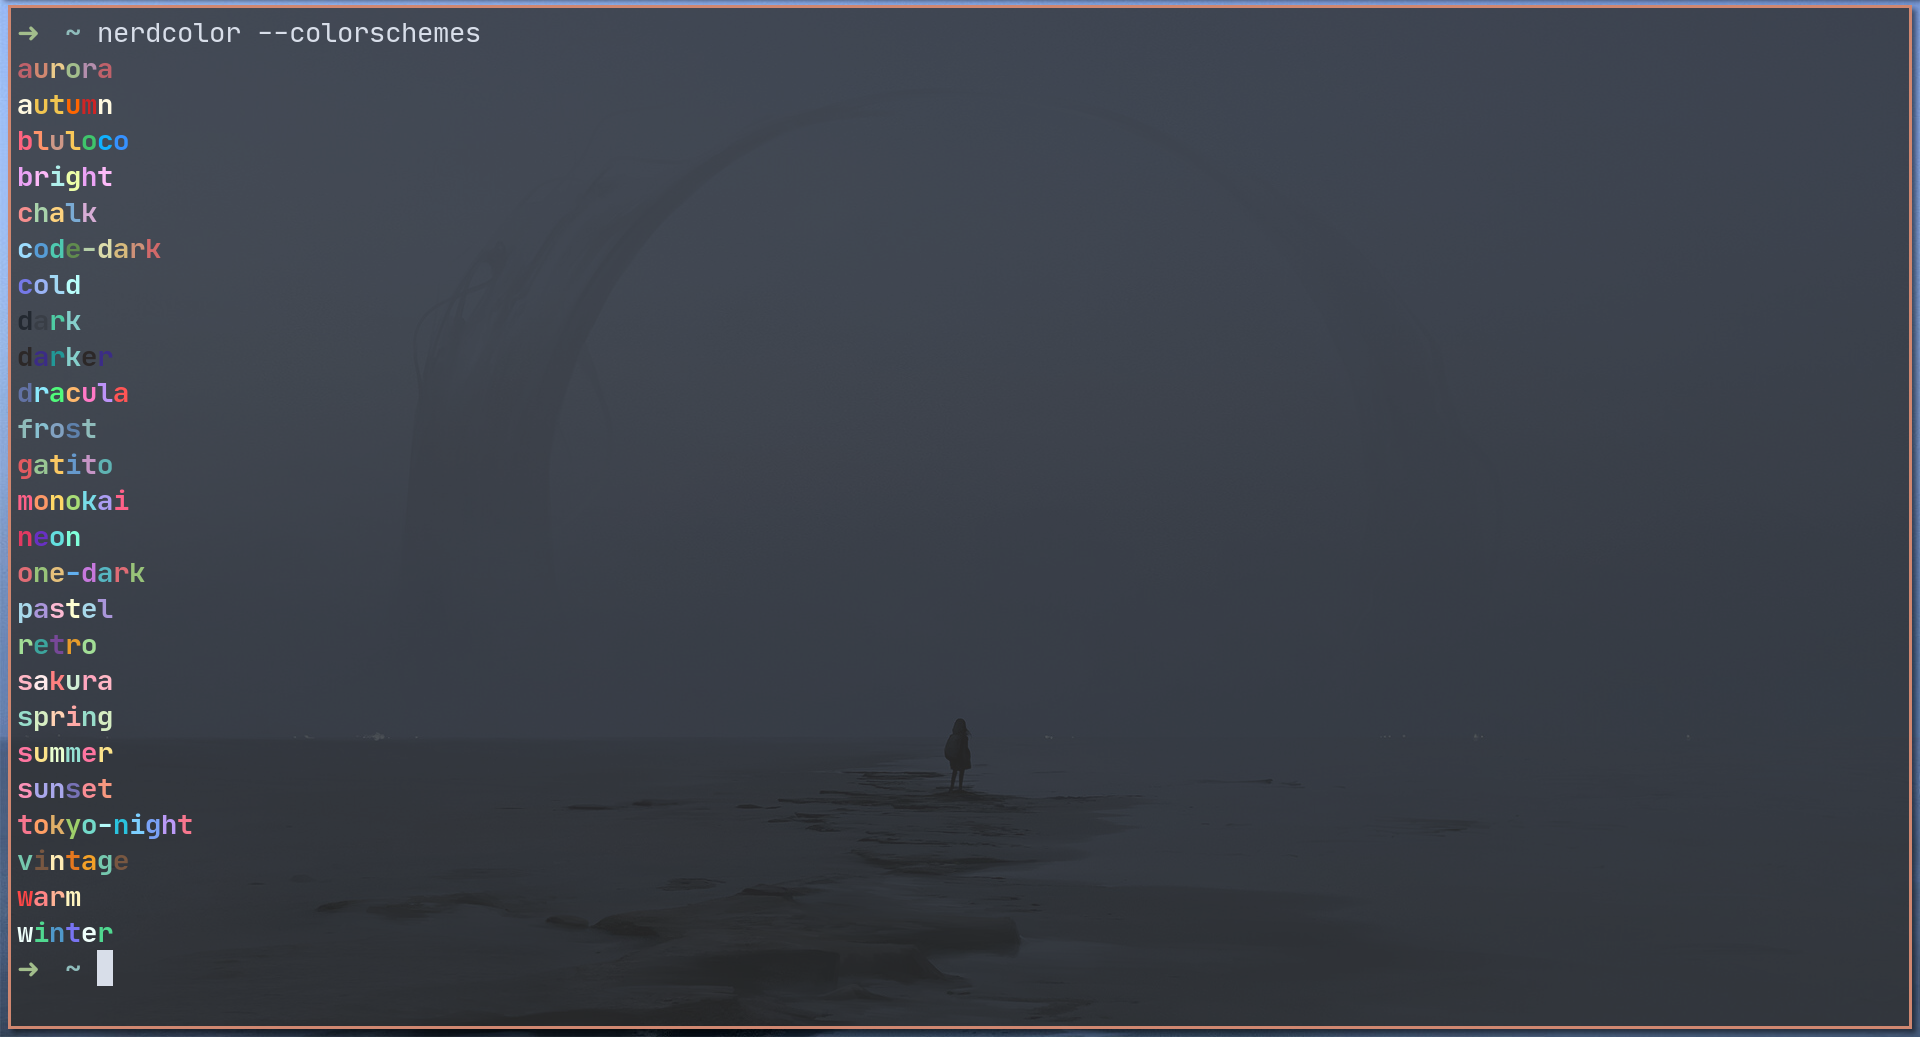 ➜  ~ nerdcolor --colorschemes
aurora
autumn
bluloco
bright
chalk
code-dark
cold
dark
darker
dracula
frost
gatito
monokai
neon
one-dark
pastel
retro
sakura
spring
summer
sunset
tokyo-night
vintage
warm
winter
➜  ~